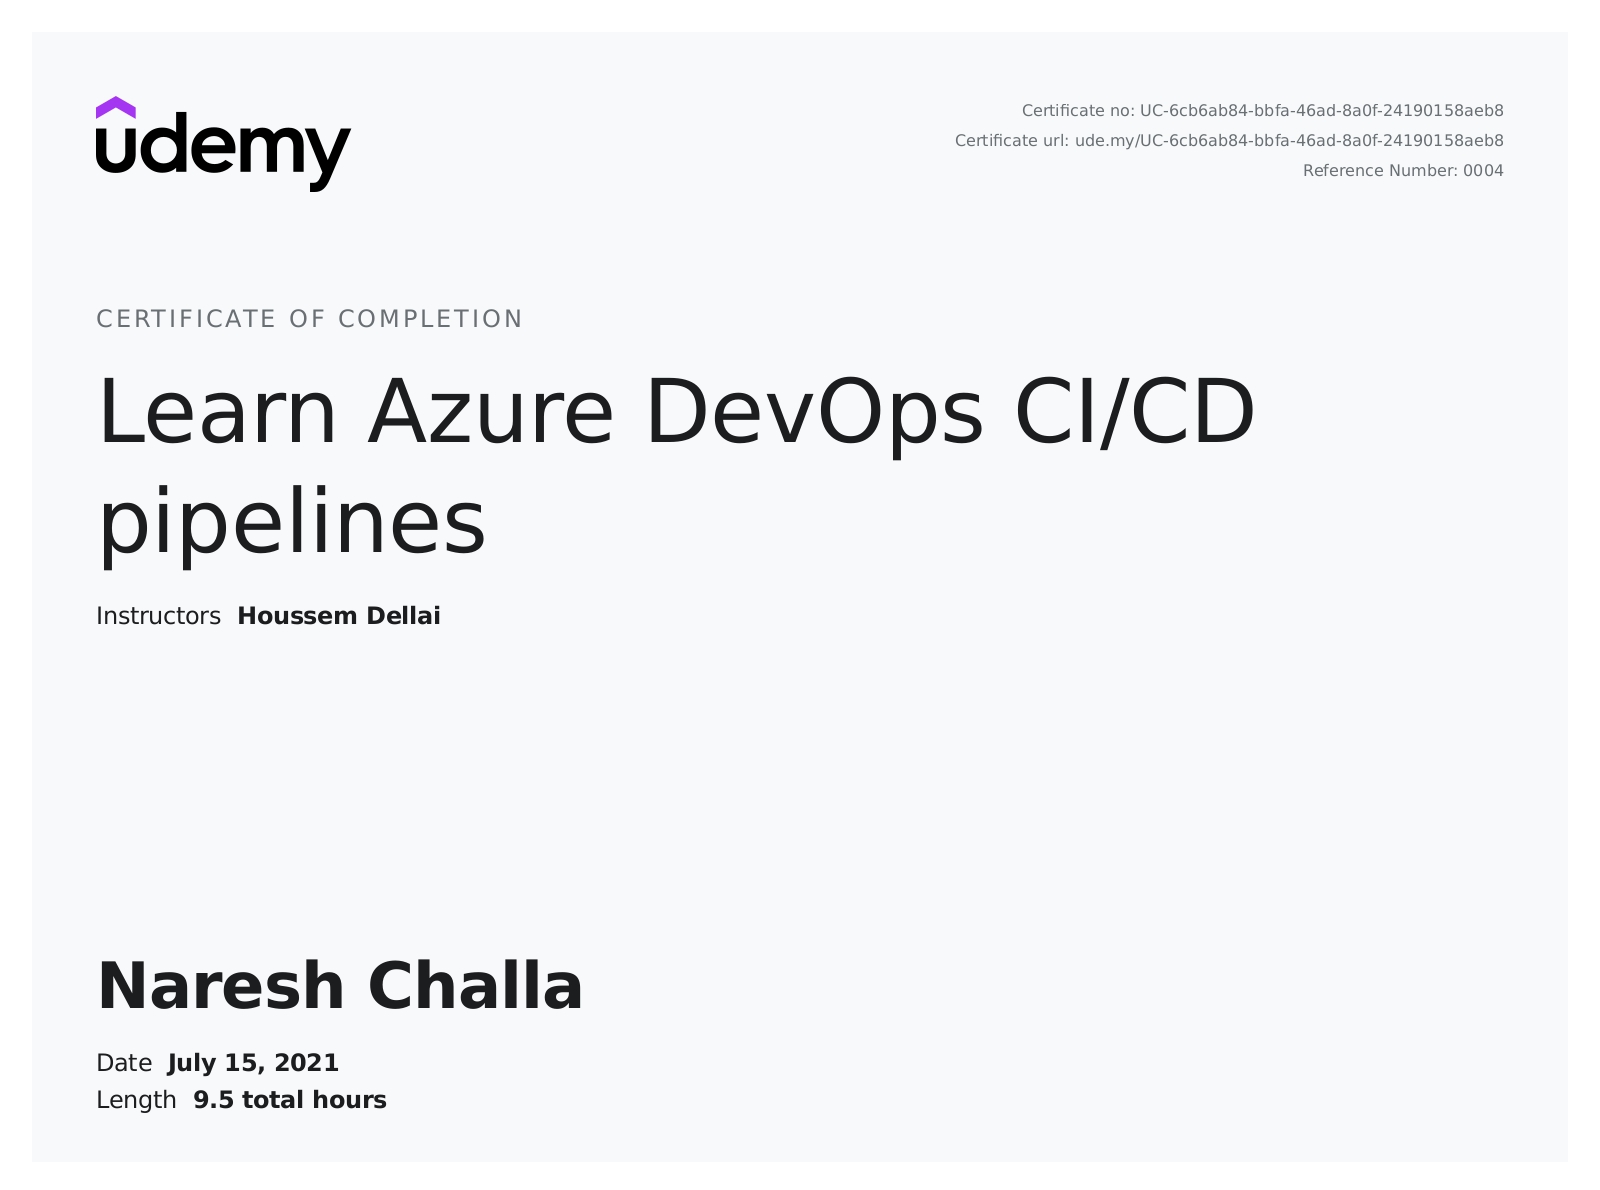 udemy
Certificate no: UC-6cb6ab84-bbfa-46ad-8a0f-24190158aeb8
Certificate url: ude.my/UC-6cb6ab84-bbfa-46ad-8a0f-24190158aeb8
Reference Number: 0004
CERTIFICATE OF COMPLETION
Learn Azure DevOps CI/CD
pipelines
Instructors Houssem Dellai
Naresh Challa
Date July 15, 2021
Length 9.5 total hours